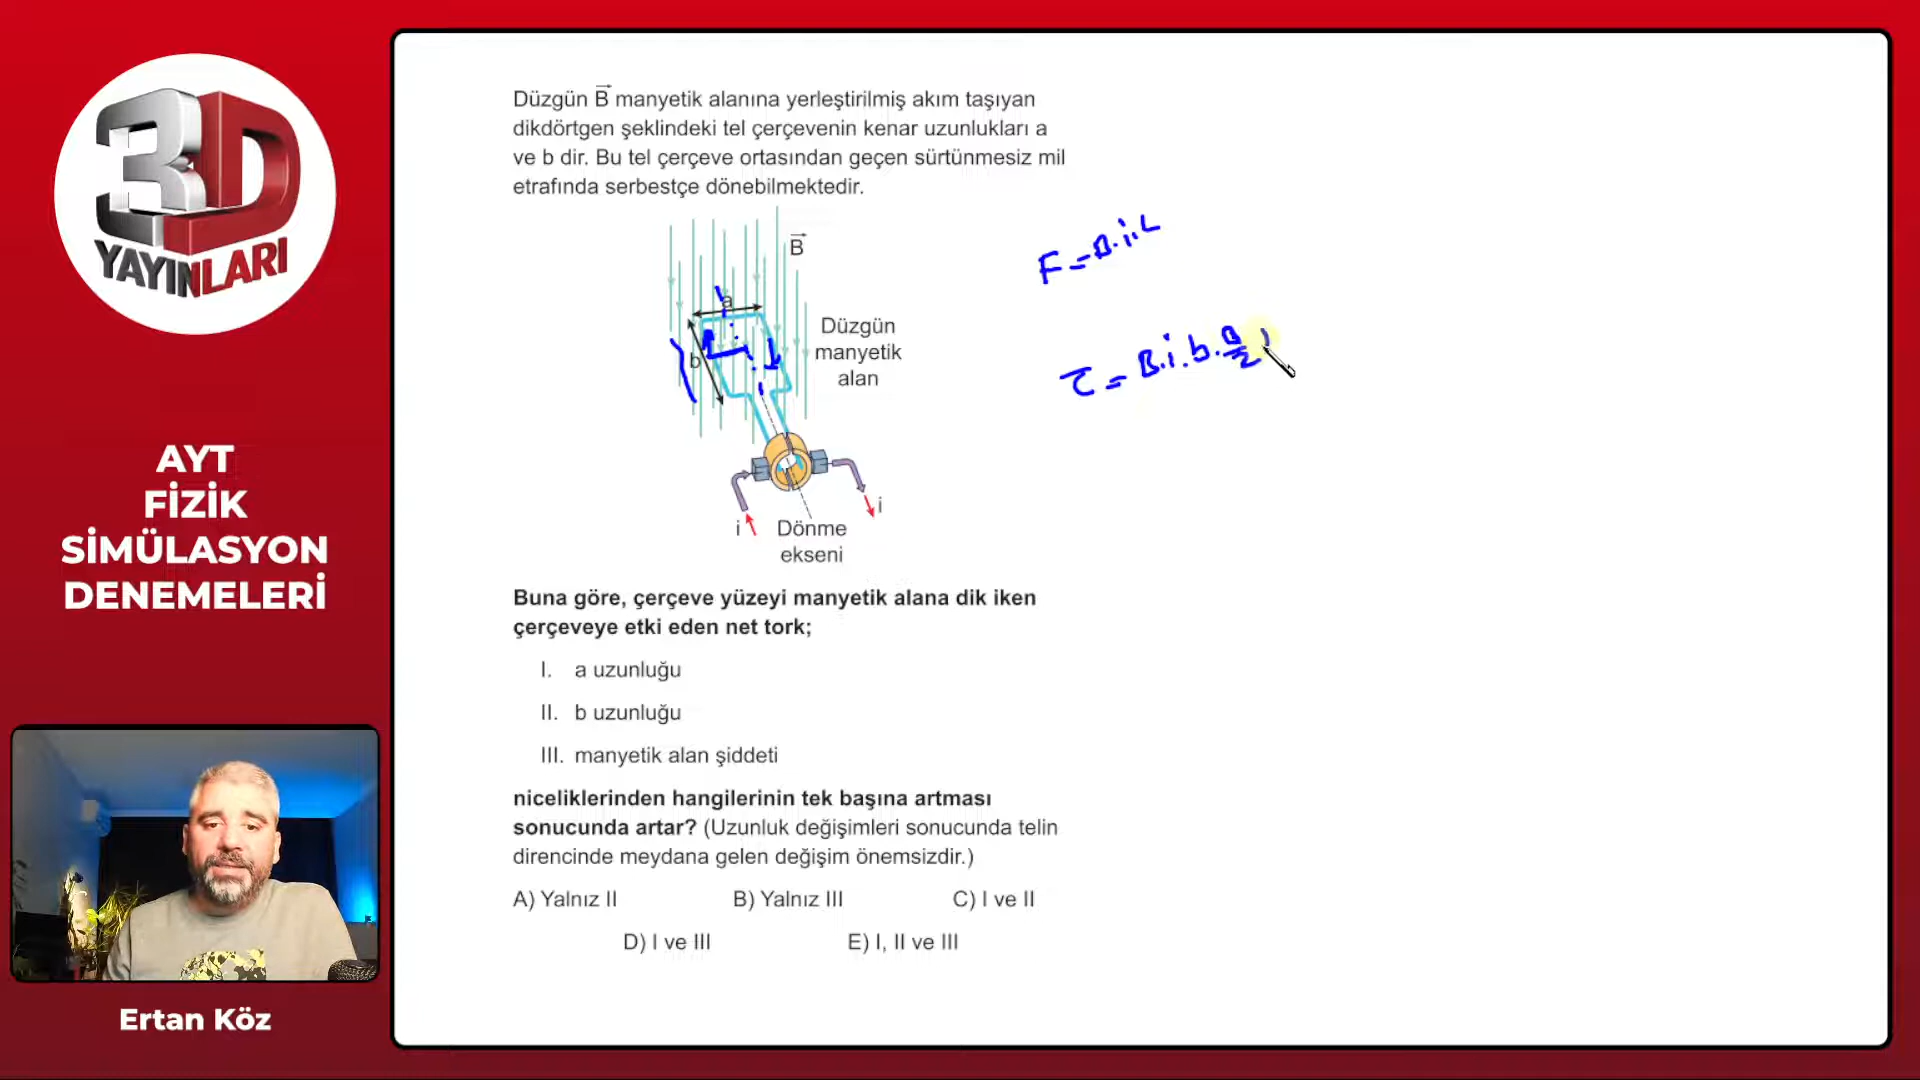 3D
YAYINLARI
AYT
FİZİK
SİMÜLASYON
DENEMELERİ
Ertan Köz
Düzgün B manyetik alanına yerleştirilmiş akım taşıyan
dikdörtgen şeklindeki tel çerçevenin kenar uzunlukları a
ve b dir. Bu tel çerçeve ortasından geçen sürtünmesiz mil
etrafında serbestçe dönebilmektedir.
B
a
b
Düzgün
manyetik
alan
i
i
Dönme
ekseni
F = B.i.L
τ = B.i.b.a/2
Buna göre, çerçeve yüzeyi manyetik alana dik iken
çerçeveye etki eden net tork;
I. a uzunluğu
II. b uzunluğu
III. manyetik alan şiddeti
niceliklerinden hangilerinin tek başına artması
sonucunda artar? (Uzunluk değişimleri sonucunda telin
direncinde meydana gelen değişim önemsizdir.)
A) Yalnız II B) Yalnız III C) I ve II
D) I ve III E) I, II ve III